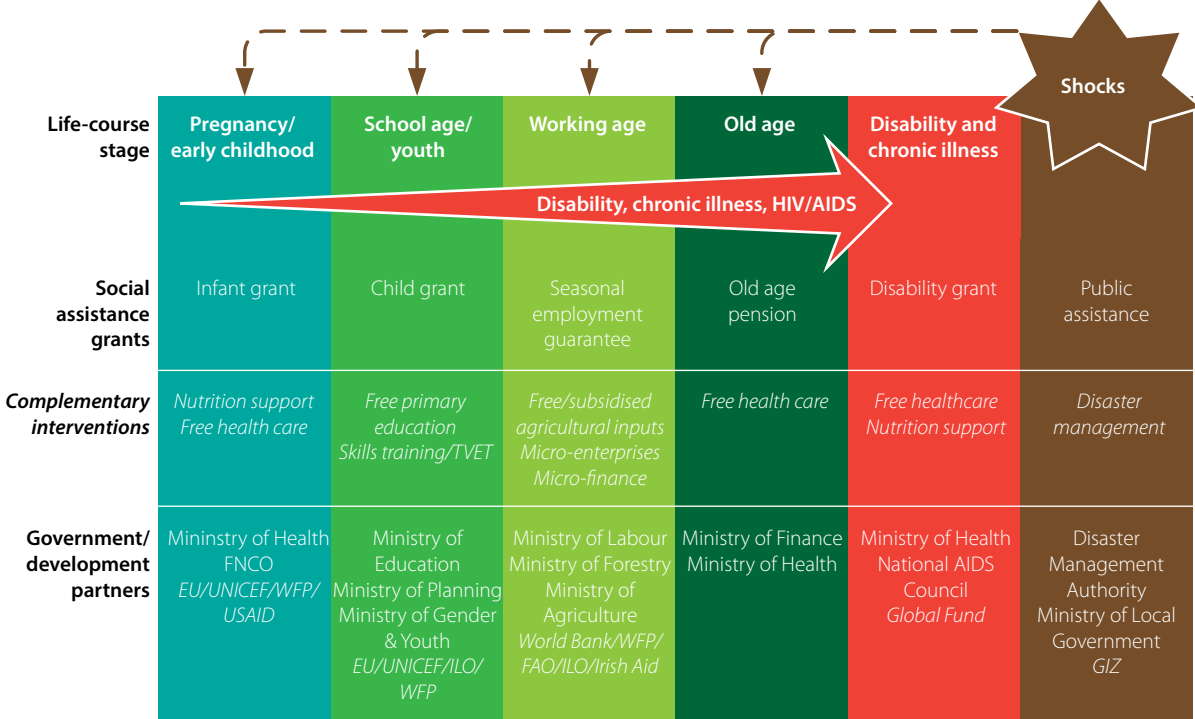 Shocks
Life-course
stage
Pregnancy/
early childhood
School age/
youth
Working age
Old age
Disability and
chronic illness
Disability, chronic illness, HIV/AIDS
Social
assistance
grants
Infant grant
Child grant
Seasonal
employment
guarantee
Old age
pension
Disability grant
Public
assistance
Complementary
interventions
Nutrition support
Free health care
Free primary
education
Skills training/TVET
Free/subsidised
agricultural inputs
Micro-enterprises
Micro-finance
Free health care
Free healthcare
Nutrition support
Disaster
management
Government/
development
partners
Mininstry of Health
FNCO
EU/UNICEF/WFP/
USAID
Ministry of
Education
Ministry of Planning
Ministry of Gender
& Youth
EU/UNICEF/ILO/
WFP
Ministry of Labour
Ministry of Forestry
Ministry of
Agriculture
World Bank/WFP/
FAO/ILO/Irish Aid
Ministry of Finance
Ministry of Health
Ministry of Health
National AIDS
Council
Global Fund
Disaster
Management
Authority
Ministry of Local
Government
GIZ